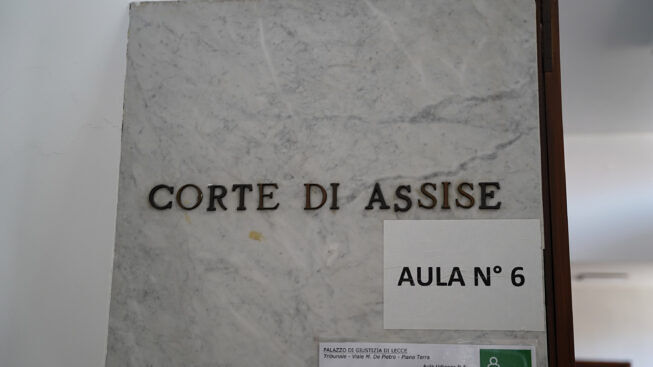 CORTE DI ASSISE
AULA N° 6
PALAZZO DI GIUSTIZIA DI LECCE
Tribunale - Viale M. De Pietro - Piano Terra